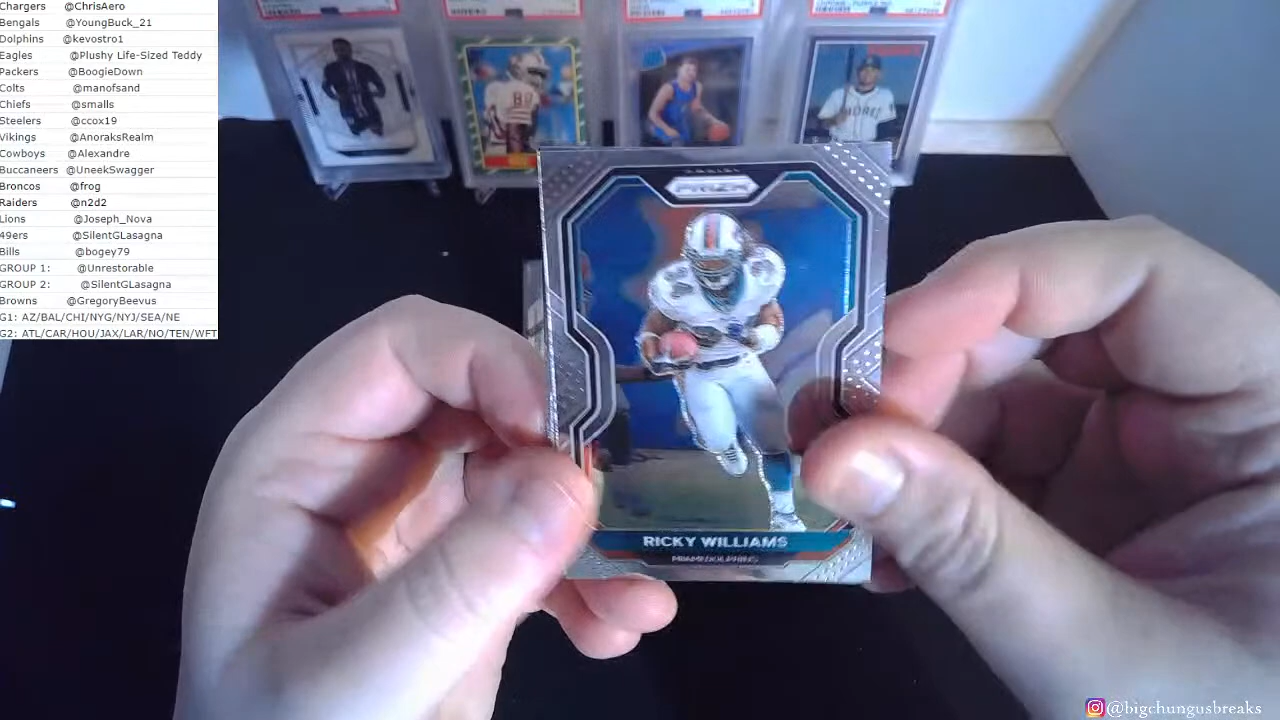 Chargers @ChrisAero
Bengals @YoungBuck_21
Dolphins @kevostro1
Eagles @Plushy Life-Sized Teddy
Packers @BoogieDown
Colts @manofsand
Chiefs @smalls
Steelers @ccox19
Vikings @AnoraksRealm
Cowboys @Alexandre
Buccaneers @UneekSwagger
Broncos @frog
Raiders @n2d2
Lions @Joseph_Nova
49ers @SilentGLasagna
Bills @bogey79
GROUP 1: @Unrestorable
GROUP 2: @SilentGLasagna
Browns @GregoryBeevus
G1: AZ/BAL/CHI/NYG/NYJ/SEA/NE
G2: ATL/CAR/HOU/JAX/LAR/NO/TEN/WFT
PANINI
PRIZM
RICKY WILLIAMS
MIAMI DOLPHINS
@bigchungusbreaks